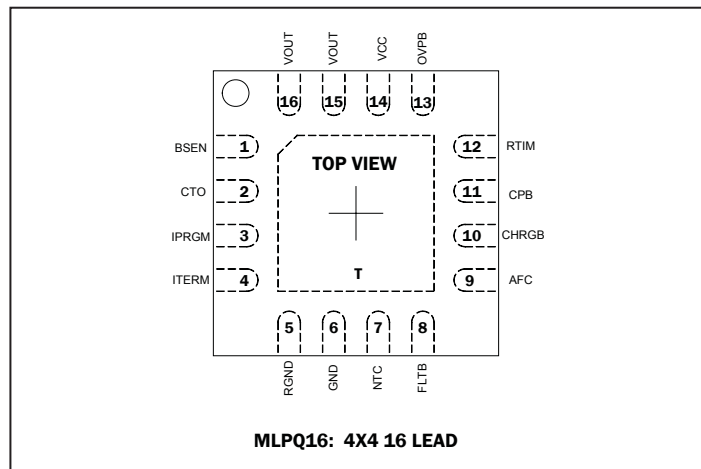 VOUT
VOUT
VCC
OVPB
16
15
14
13
BSEN 1
CTO 2
IPRGM 3
ITERM 4
TOP VIEW
T
12 RTIM
11 CPB
10 CHRGB
9 AFC
5
6
7
8
RGND
GND
NTC
FLTB
MLPQ16: 4X4 16 LEAD